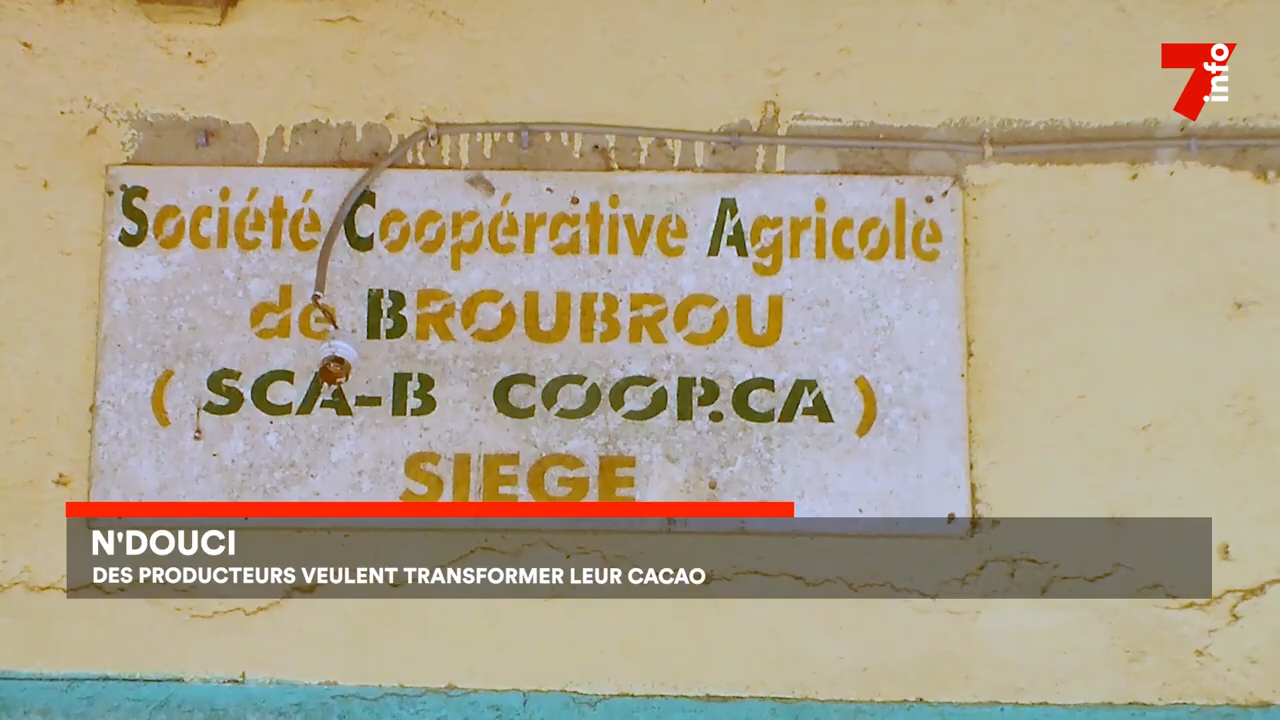 7 info
Société Coopérative Agricole
de BROUBROU
( SCA-B COOP.CA )
SIEGE
N'DOUCI
DES PRODUCTEURS VEULENT TRANSFORMER LEUR CACAO